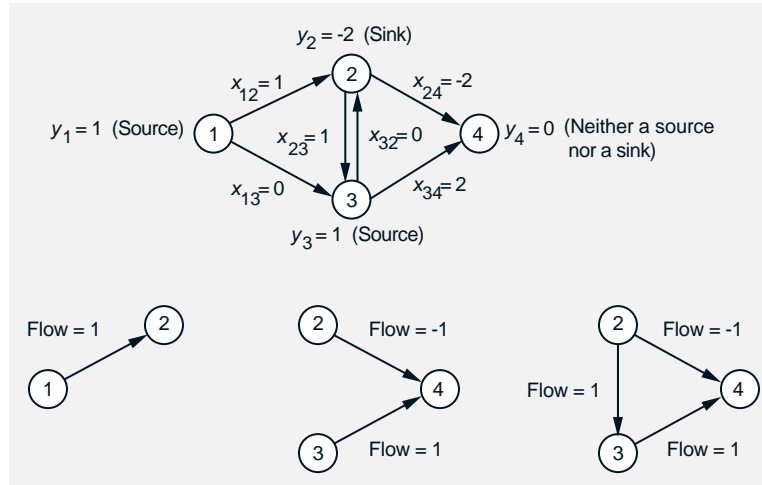 y2 = -2 (Sink)
x12= 1
2
x24= -2
y1 = 1 (Source)
1
x23= 1
x32= 0
4
y4 = 0 (Neither a source
nor a sink)
x13= 0
3
x34= 2
y3 = 1 (Source)
Flow = 1
2
1
2
Flow = -1
4
3
Flow = 1
2
Flow = -1
Flow = 1
4
3
Flow = 1